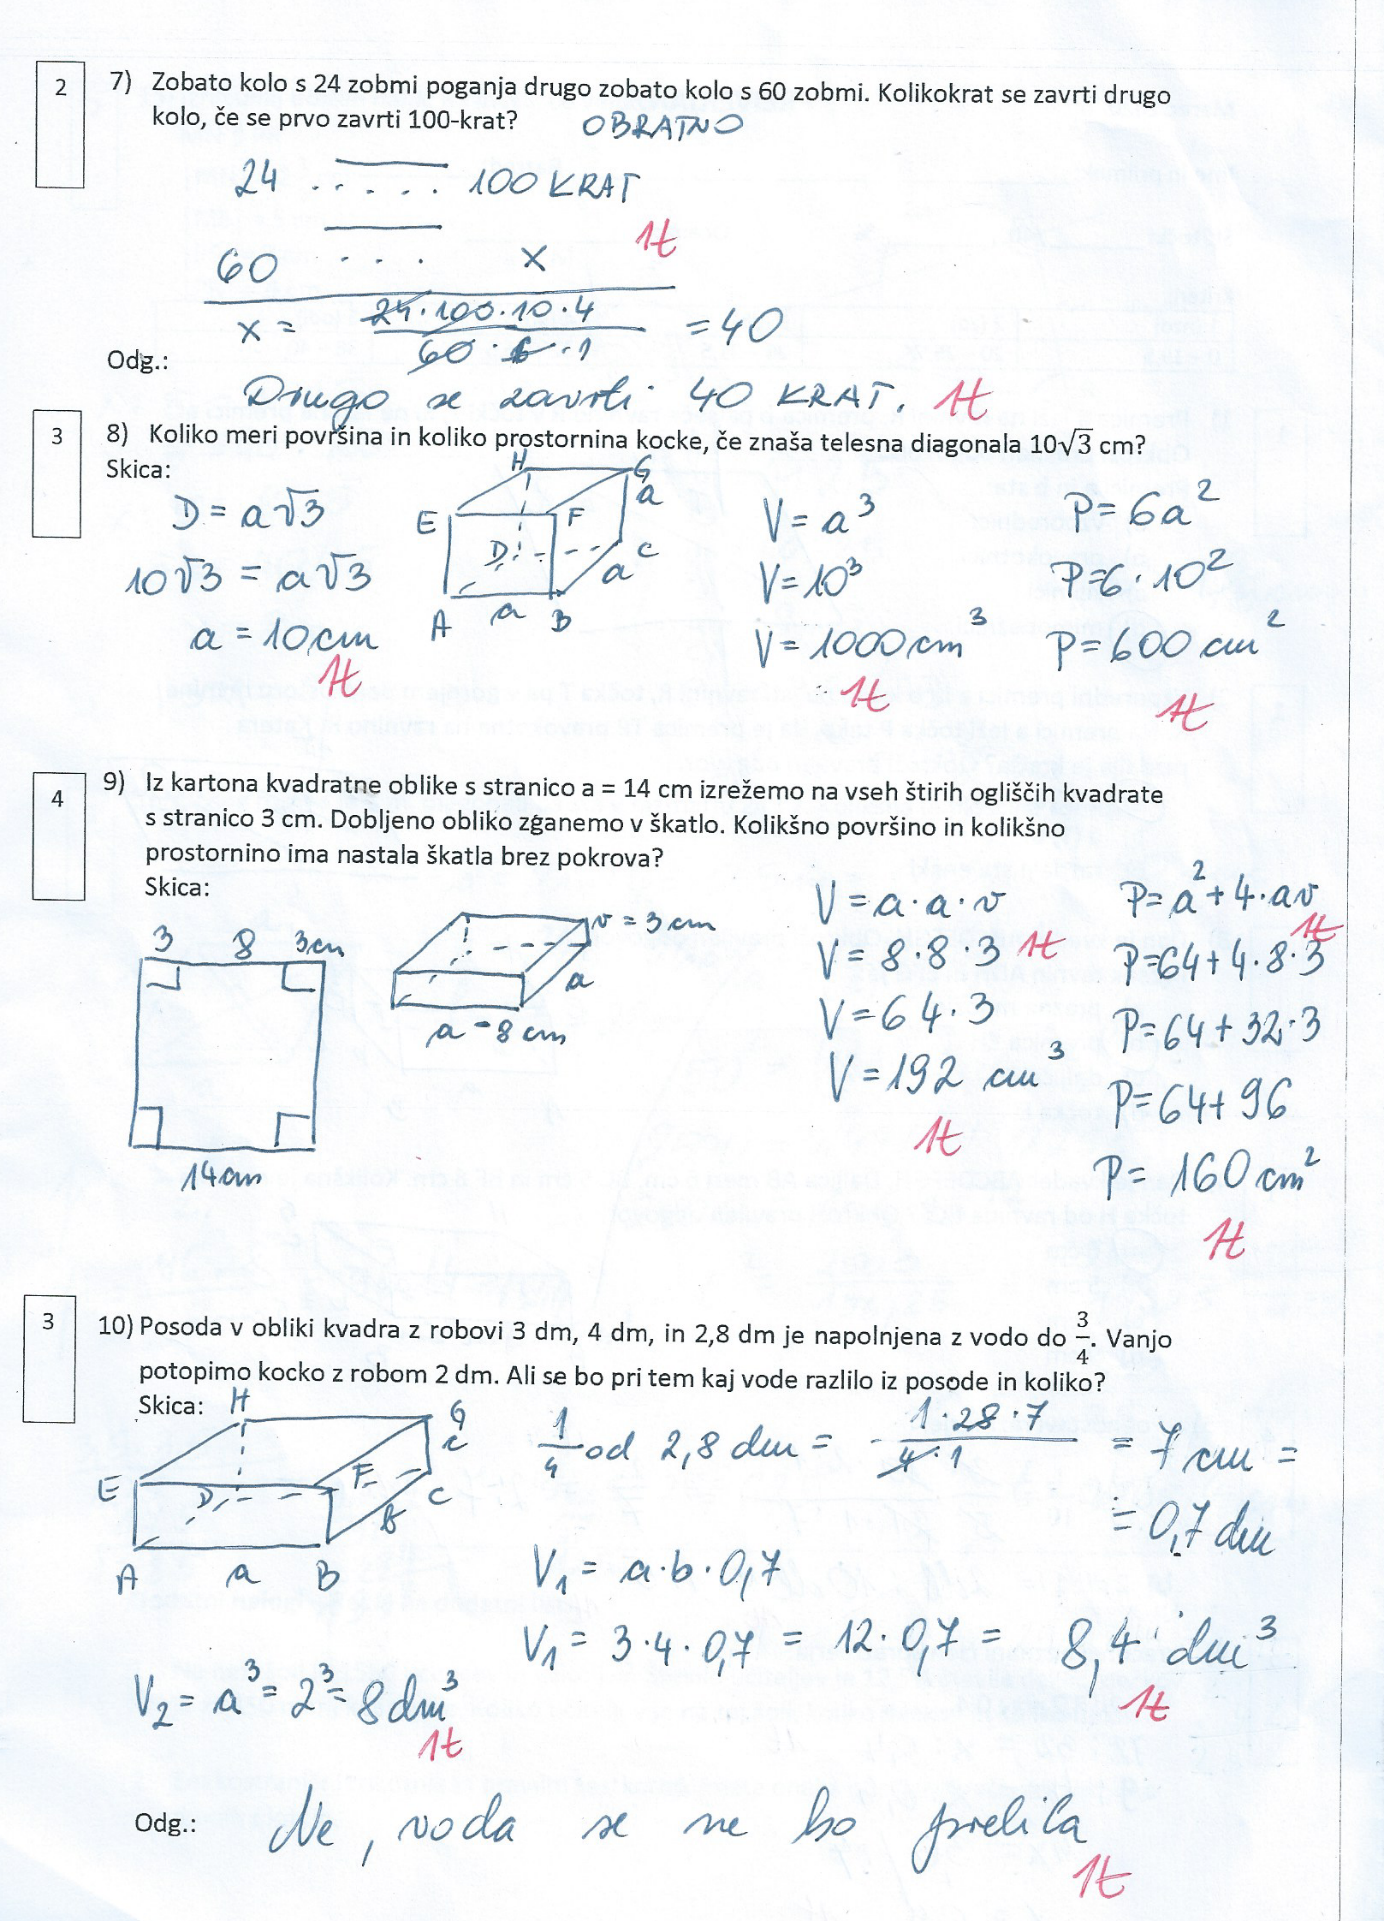 2
7) Zobato kolo s 24 zobmi poganja drugo zobato kolo s 60 zobmi. Kolikokrat se zavrti drugo
kolo, če se prvo zavrti 100-krat? OBRATNO
24 ..... 100 KRAT
1t
60 ... x
x = 24·100·10·4 / 60·6·1 = 40
Odg.:
Drugo se zavrti 40 KRAT. 1t
3
8) Koliko meri površina in koliko prostornina kocke, če znaša telesna diagonala 10√3 cm?
Skica:
D = a√3
10√3 = a√3
a = 10 cm
1t
H G
E F a
D C
a
A a B
V = a³
V = 10³
V = 1000 cm³
1t
P = 6a²
P = 6·10²
P = 600 cm²
1t
4
9) Iz kartona kvadratne oblike s stranico a = 14 cm izrežemo na vseh štirih ogliščih kvadrate
s stranico 3 cm. Dobljeno obliko zganemo v škatlo. Kolikšno površino in kolikšno
prostornino ima nastala škatla brez pokrova?
Skica:
3 8 3cm
14 cm
v = 3 cm
a
a = 8 cm
V = a·a·v
V = 8·8·3 1t
V = 64·3
V = 192 cm³
1t
P = a² + 4·av
1t
P = 64 + 4·8·3
P = 64 + 32·3
P = 64 + 96
P = 160 cm²
1t
3
10) Posoda v obliki kvadra z robovi 3 dm, 4 dm, in 2,8 dm je napolnjena z vodo do 3/4. Vanjo
potopimo kocko z robom 2 dm. Ali se bo pri tem kaj vode razlilo iz posode in koliko?
Skica:
H G
c
E F
D C
B
A a B
1/4 od 2,8 dm = 1·28·7 / 4·1 = 7 cm =
= 0,7 dm
V₁ = a·b·0,7
V₁ = 3·4·0,7 = 12·0,7 = 8,4 dm³
1t
V₂ = a³ = 2³ = 8 dm³
1t
Odg.: Ne, voda se ne bo prelila
1t